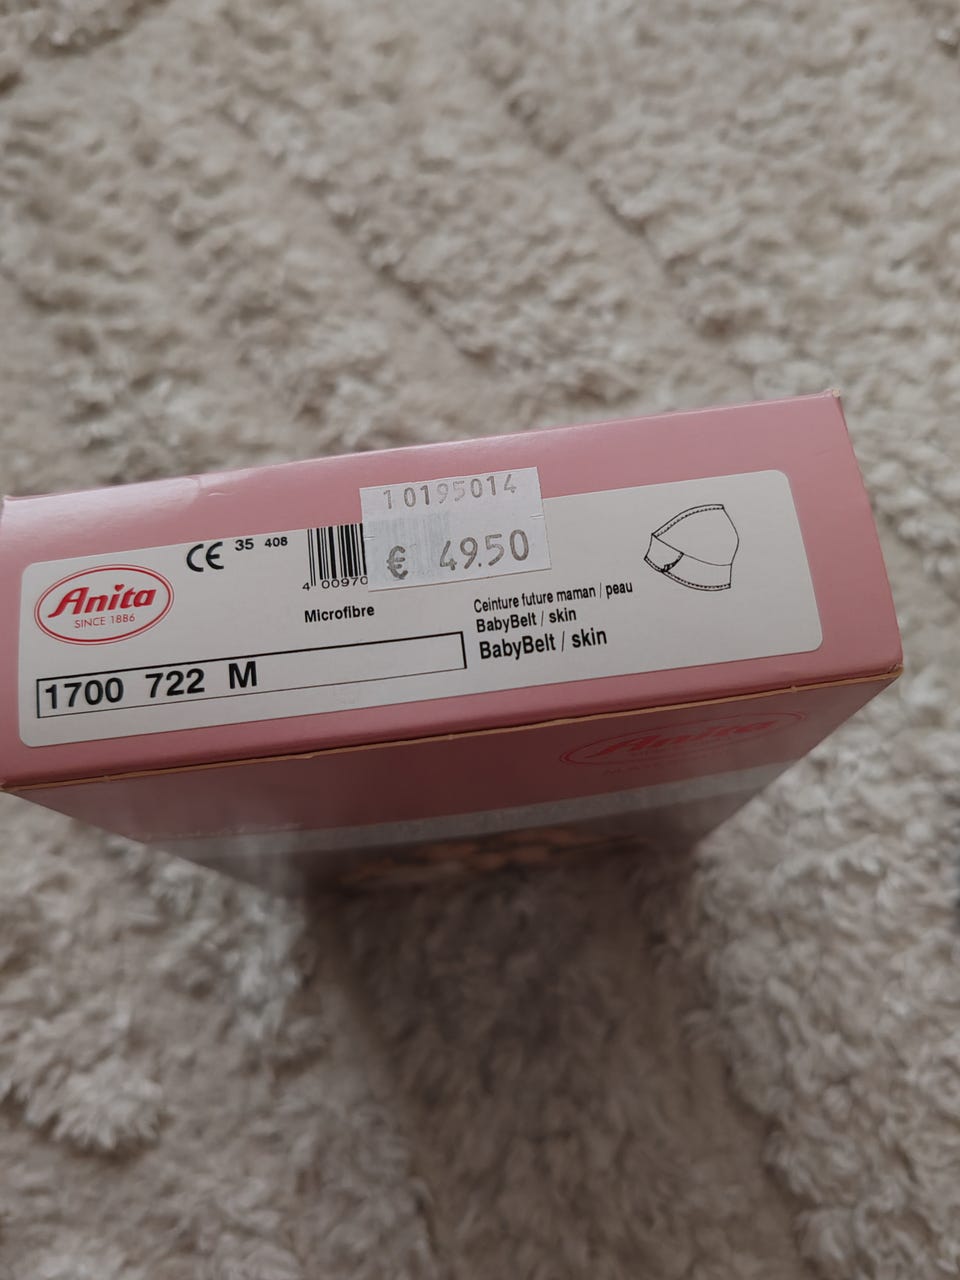 10195014
€ 49.50
Anita
SINCE 1886
CE 35 408
4 00970
Microfibre
1700 722 M
Ceinture future maman / peau
BabyBelt / skin
BabyBelt / skin
Anita